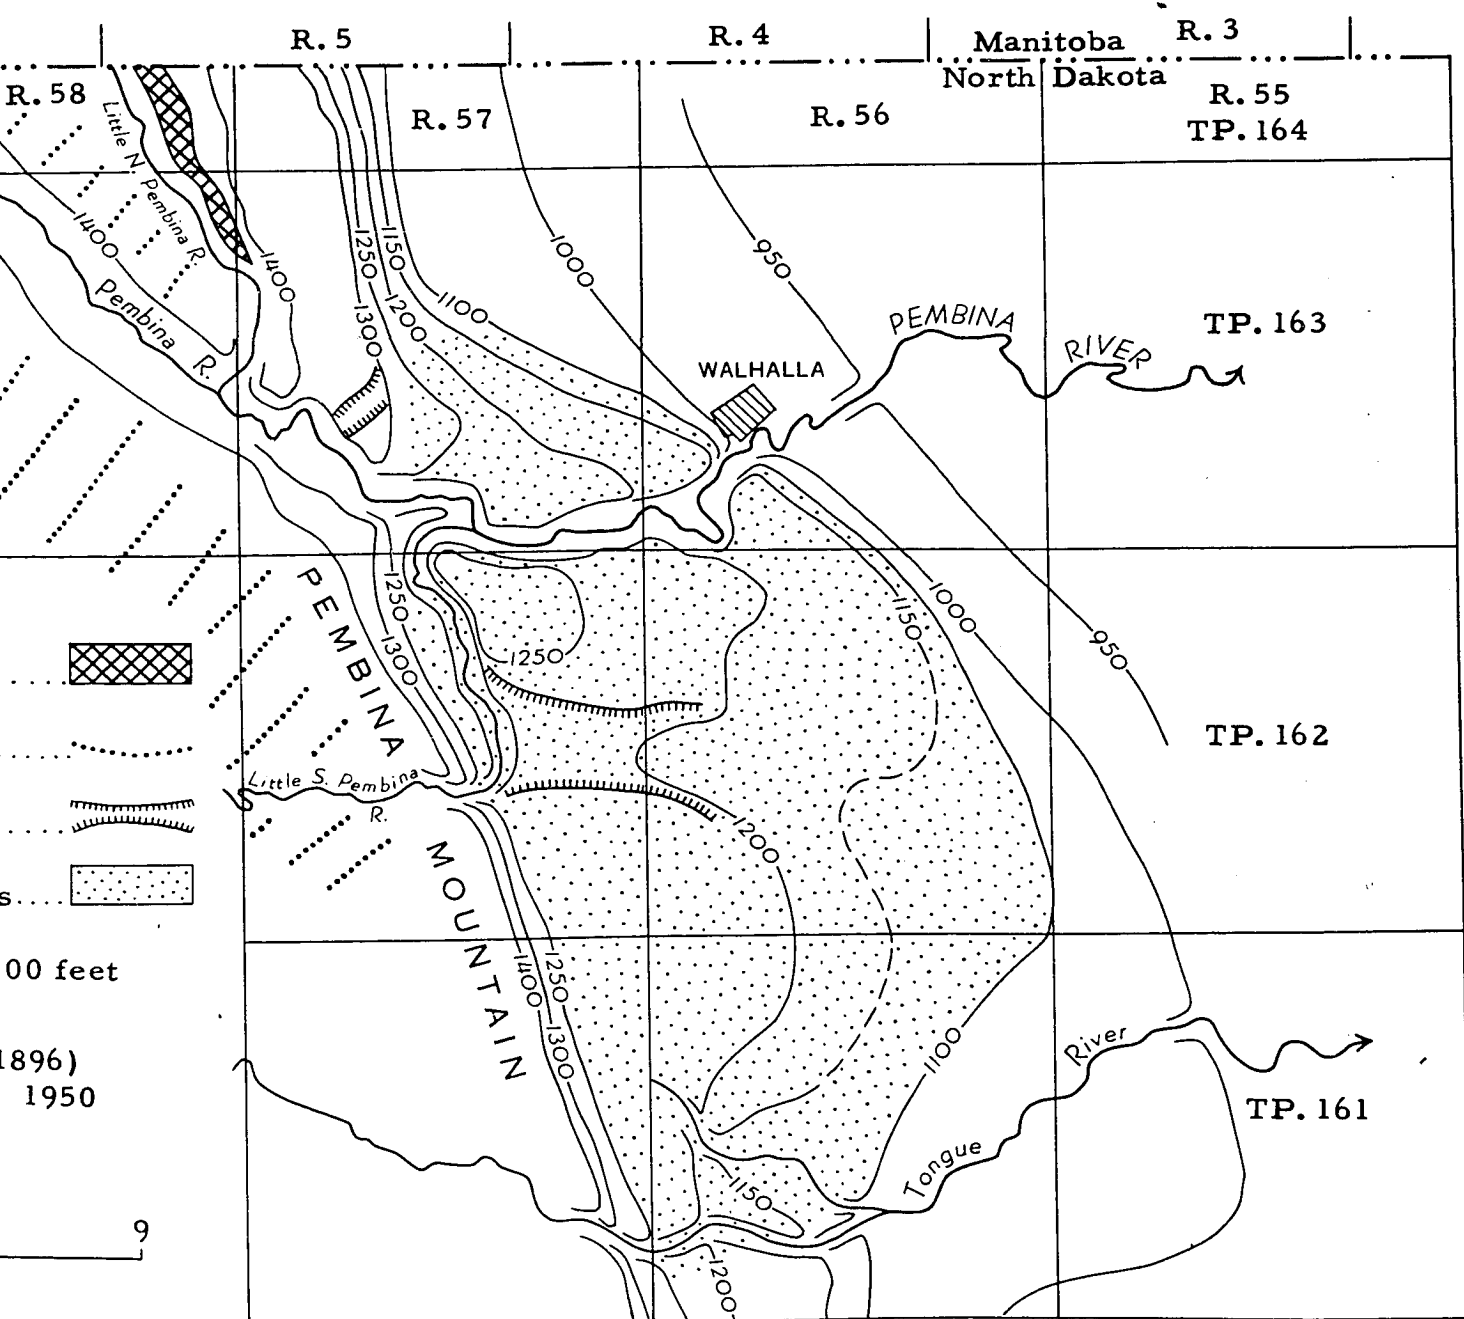 R. 5
R. 4
R. 3
Manitoba
North Dakota
R. 58
R. 57
R. 56
R. 55
TP. 164
Little N. Pembina R.
1400
1400
1250
1150
1000
950
1300
1200
1100
Pembina R.
PEMBINA RIVER
TP. 163
WALHALLA
PEMBINA
MOUNTAIN
1250
1300
1250
1150
1000
950
TP. 162
Little S. Pembina
R.
1200
s....
00 feet
1400
1250
1300
1896)
1950
1100
River
Tongue
TP. 161
1150
1200
9